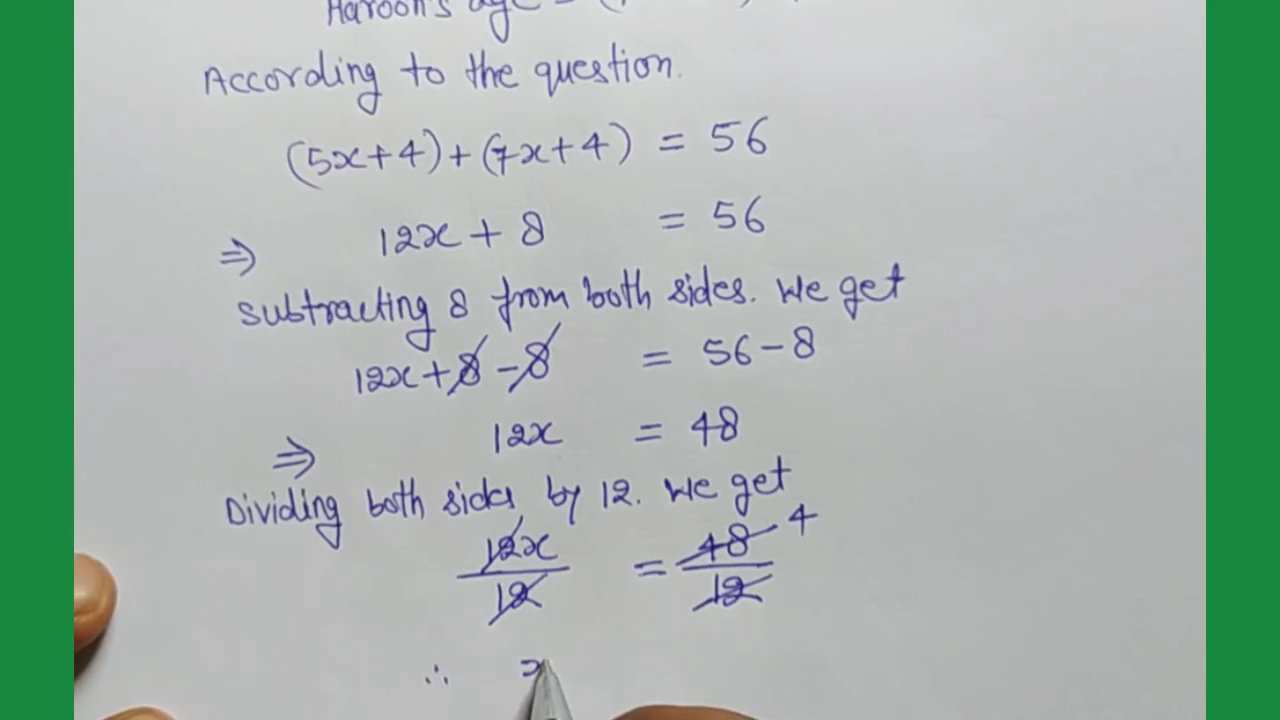 Haroon's age = (
According to the question.
(5x+4)+(7x+4) = 56
⇒ 12x + 8 = 56
Subtracting 8 from both sides. We get
12x+8-8 = 56-8
⇒ 12x = 48
Dividing both sides by 12. We get
12x/12 = 48/12 4
∴ x